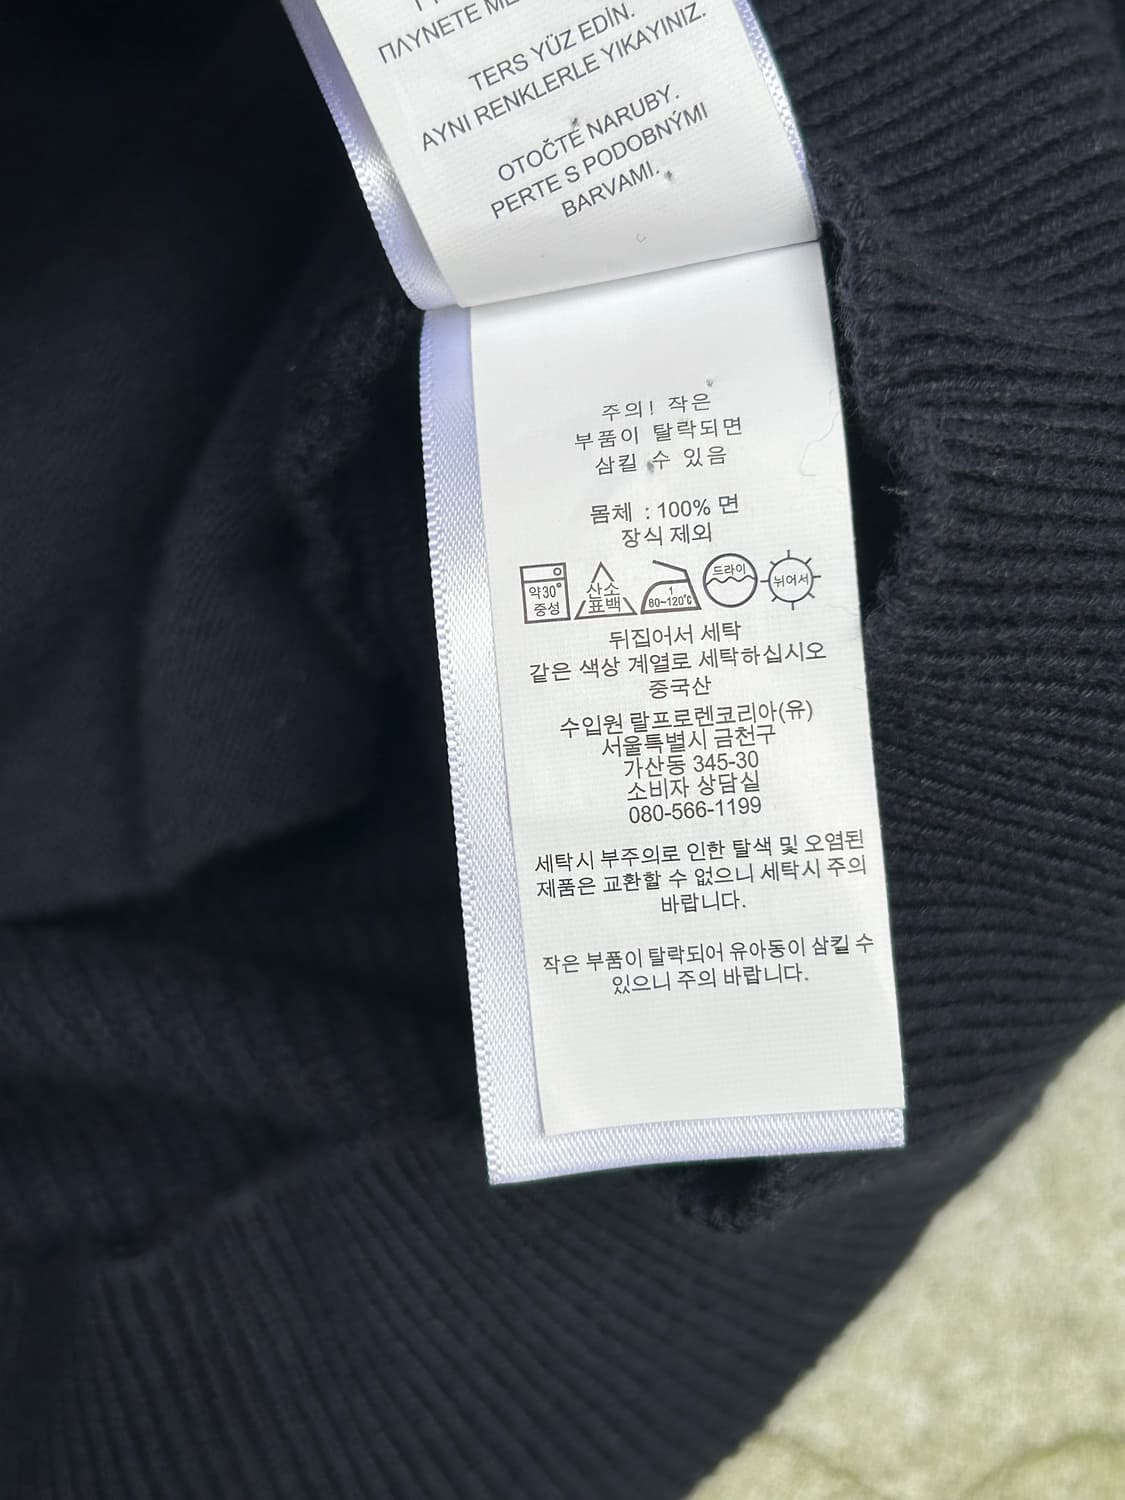 ΠΛΥΝΕΤΕ
TERS YÜZ EDİN.
AYNI RENKLERLE YIKAYINIZ.
OTOČTE NARUBY.
PERTE S PODOBNÝMI
BARVAMI.
주의! 작은
부품이 탈락되면
삼킬 수 있음
몸체 : 100% 면
장식 제외
약30° 중성
산소 표백
1 80~120℃
드라이
뉘어서
뒤집어서 세탁
같은 색상 계열로 세탁하십시오
중국산
수입원 랄프로렌코리아(유)
서울특별시 금천구
가산동 345-30
소비자 상담실
080-566-1199
세탁시 부주의로 인한 탈색 및 오염된
제품은 교환할 수 없으니 세탁시 주의
바랍니다.
작은 부품이 탈락되어 유아동이 삼킬 수
있으니 주의 바랍니다.